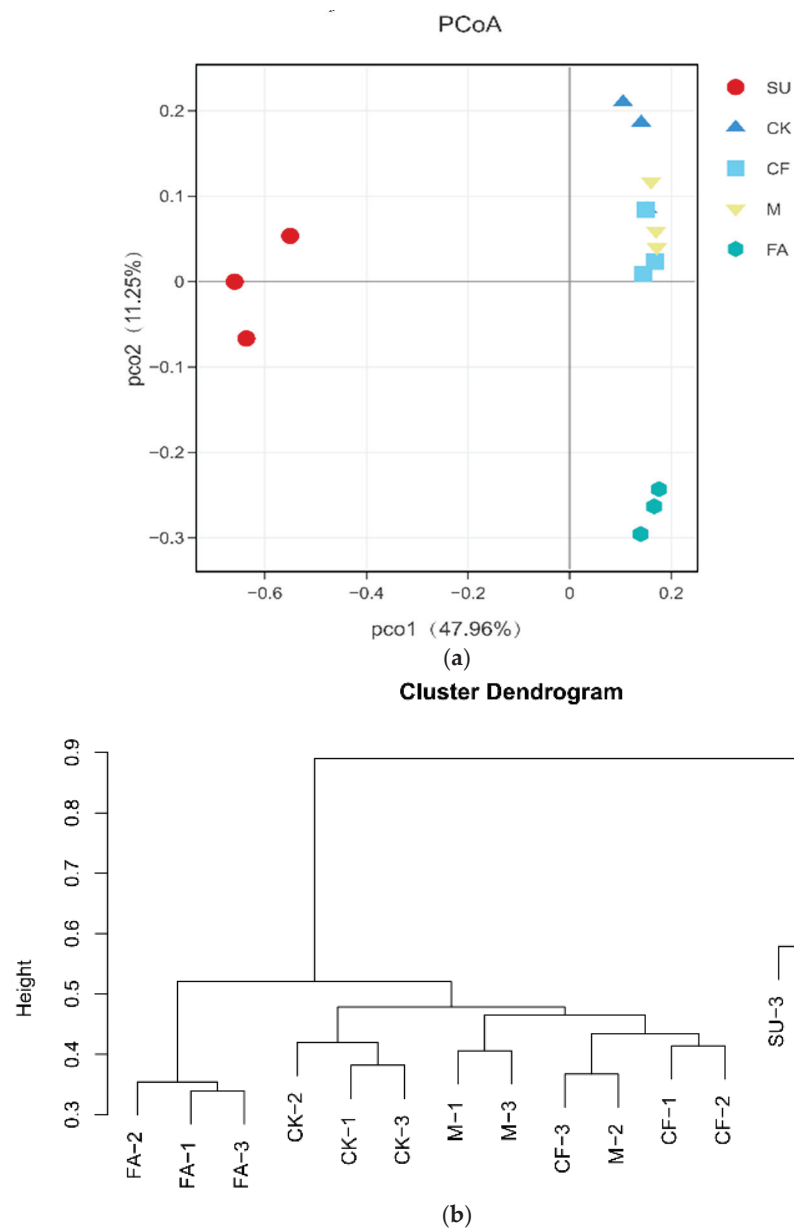 PCoA
SU
CK
CF
M
FA
0.2
0.1
0
−0.1
−0.2
−0.3
pco2（11.25%）
−0.6
−0.4
−0.2
0
0.2
pco1（47.96%）
(a)
Cluster Dendrogram
Height
0.9
0.8
0.7
0.6
0.5
0.4
0.3
FA−2
FA−1
FA−3
CK−2
CK−1
CK−3
M−1
M−3
CF−3
M−2
CF−1
CF−2
SU−3
(b)